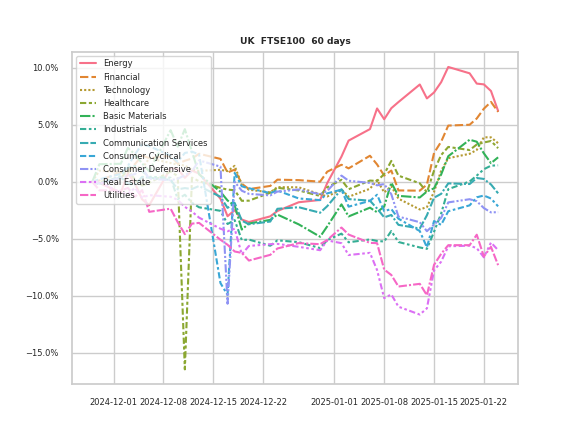 UK  FTSE100  60 days
10.0%
5.0%
0.0%
−5.0%
−10.0%
−15.0%
Energy
Financial
Technology
Healthcare
Basic Materials
Industrials
Communication Services
Consumer Cyclical
Consumer Defensive
Real Estate
Utilities
2024-12-01 2024-12-08 2024-12-15 2024-12-22 2025-01-01 2025-01-08 2025-01-15 2025-01-22